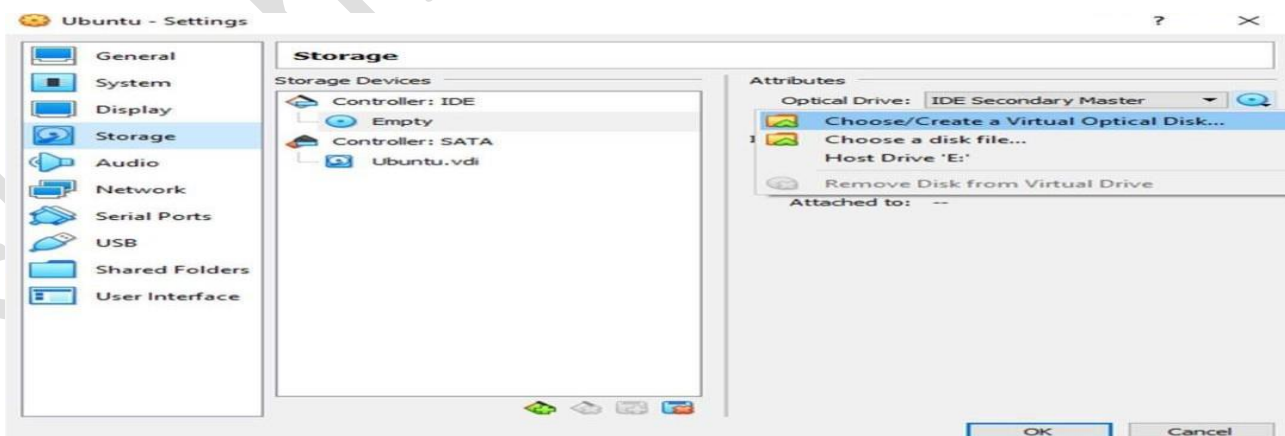 Ubuntu - Settings
? ×
General
System
Display
Storage
Audio
Network
Serial Ports
USB
Shared Folders
User Interface
Storage
Storage Devices
Controller: IDE
Empty
Controller: SATA
Ubuntu.vdi
Attributes
Optical Drive: IDE Secondary Master
Choose/Create a Virtual Optical Disk...
Choose a disk file...
Host Drive 'E:'
Remove Disk from Virtual Drive
Attached to: --
OK
Cancel